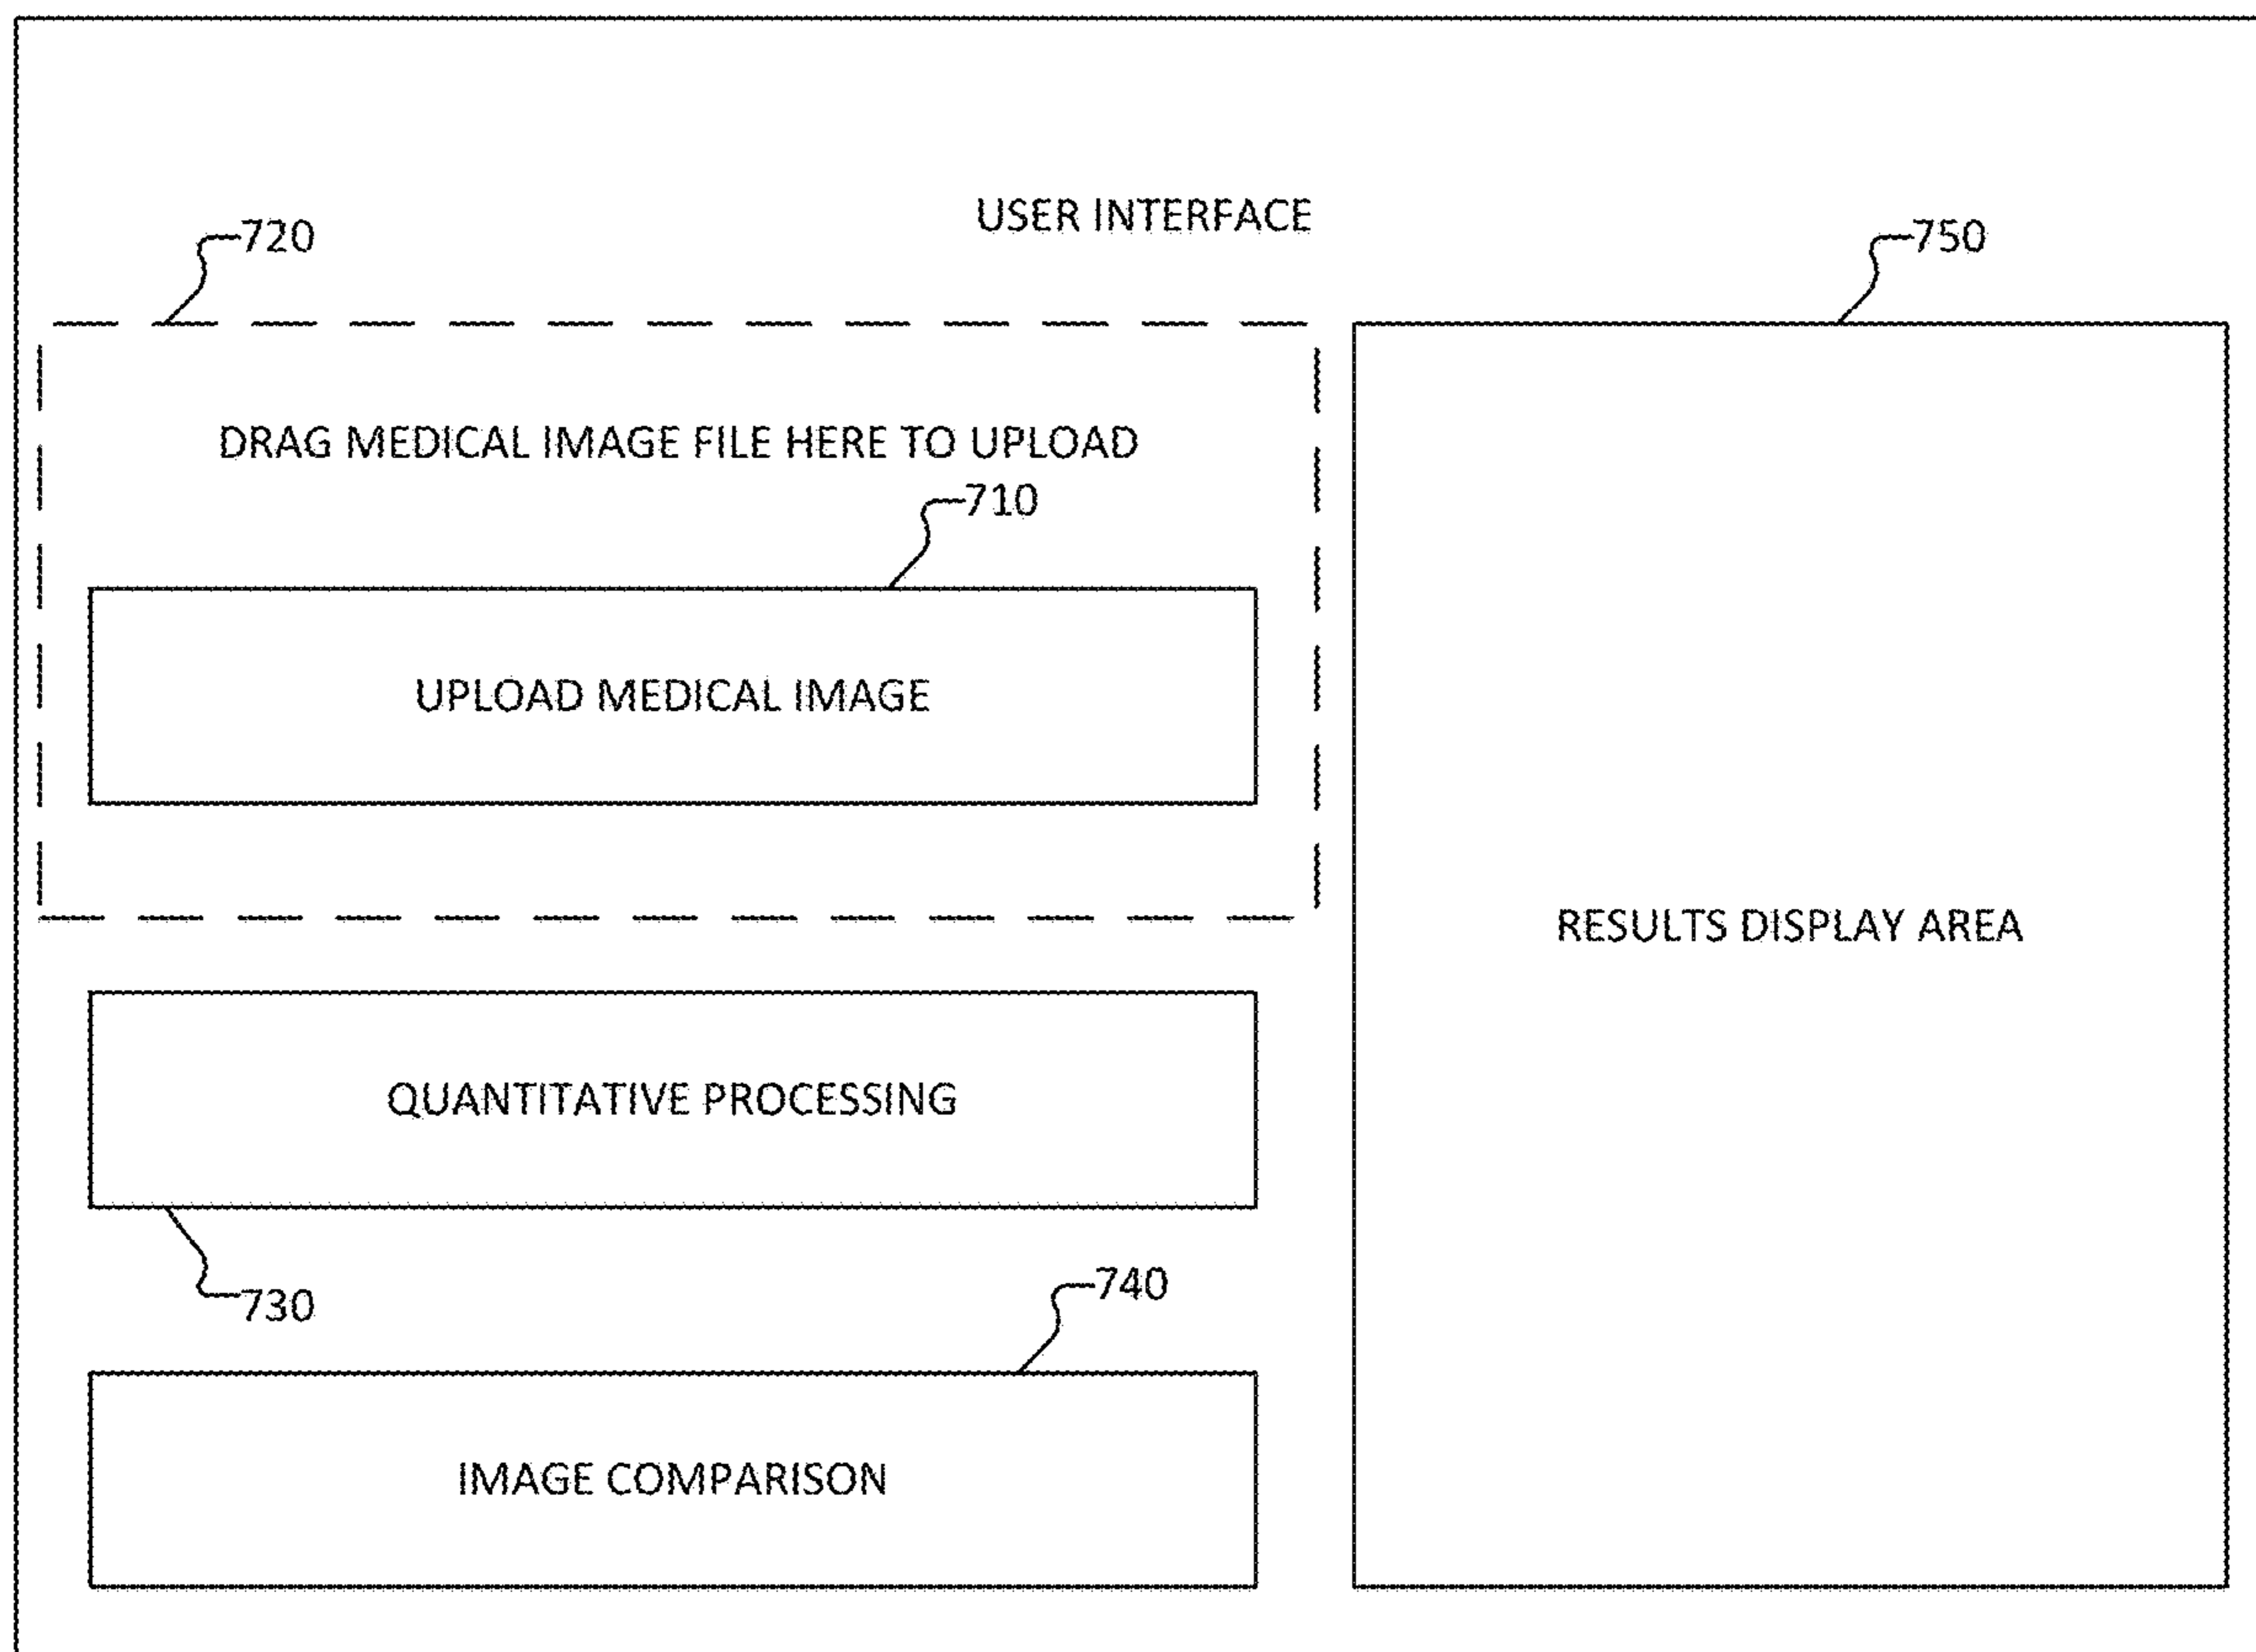 USER INTERFACE
720
750
DRAG MEDICAL IMAGE FILE HERE TO UPLOAD
710
UPLOAD MEDICAL IMAGE
RESULTS DISPLAY AREA
QUANTITATIVE PROCESSING
730
740
IMAGE COMPARISON